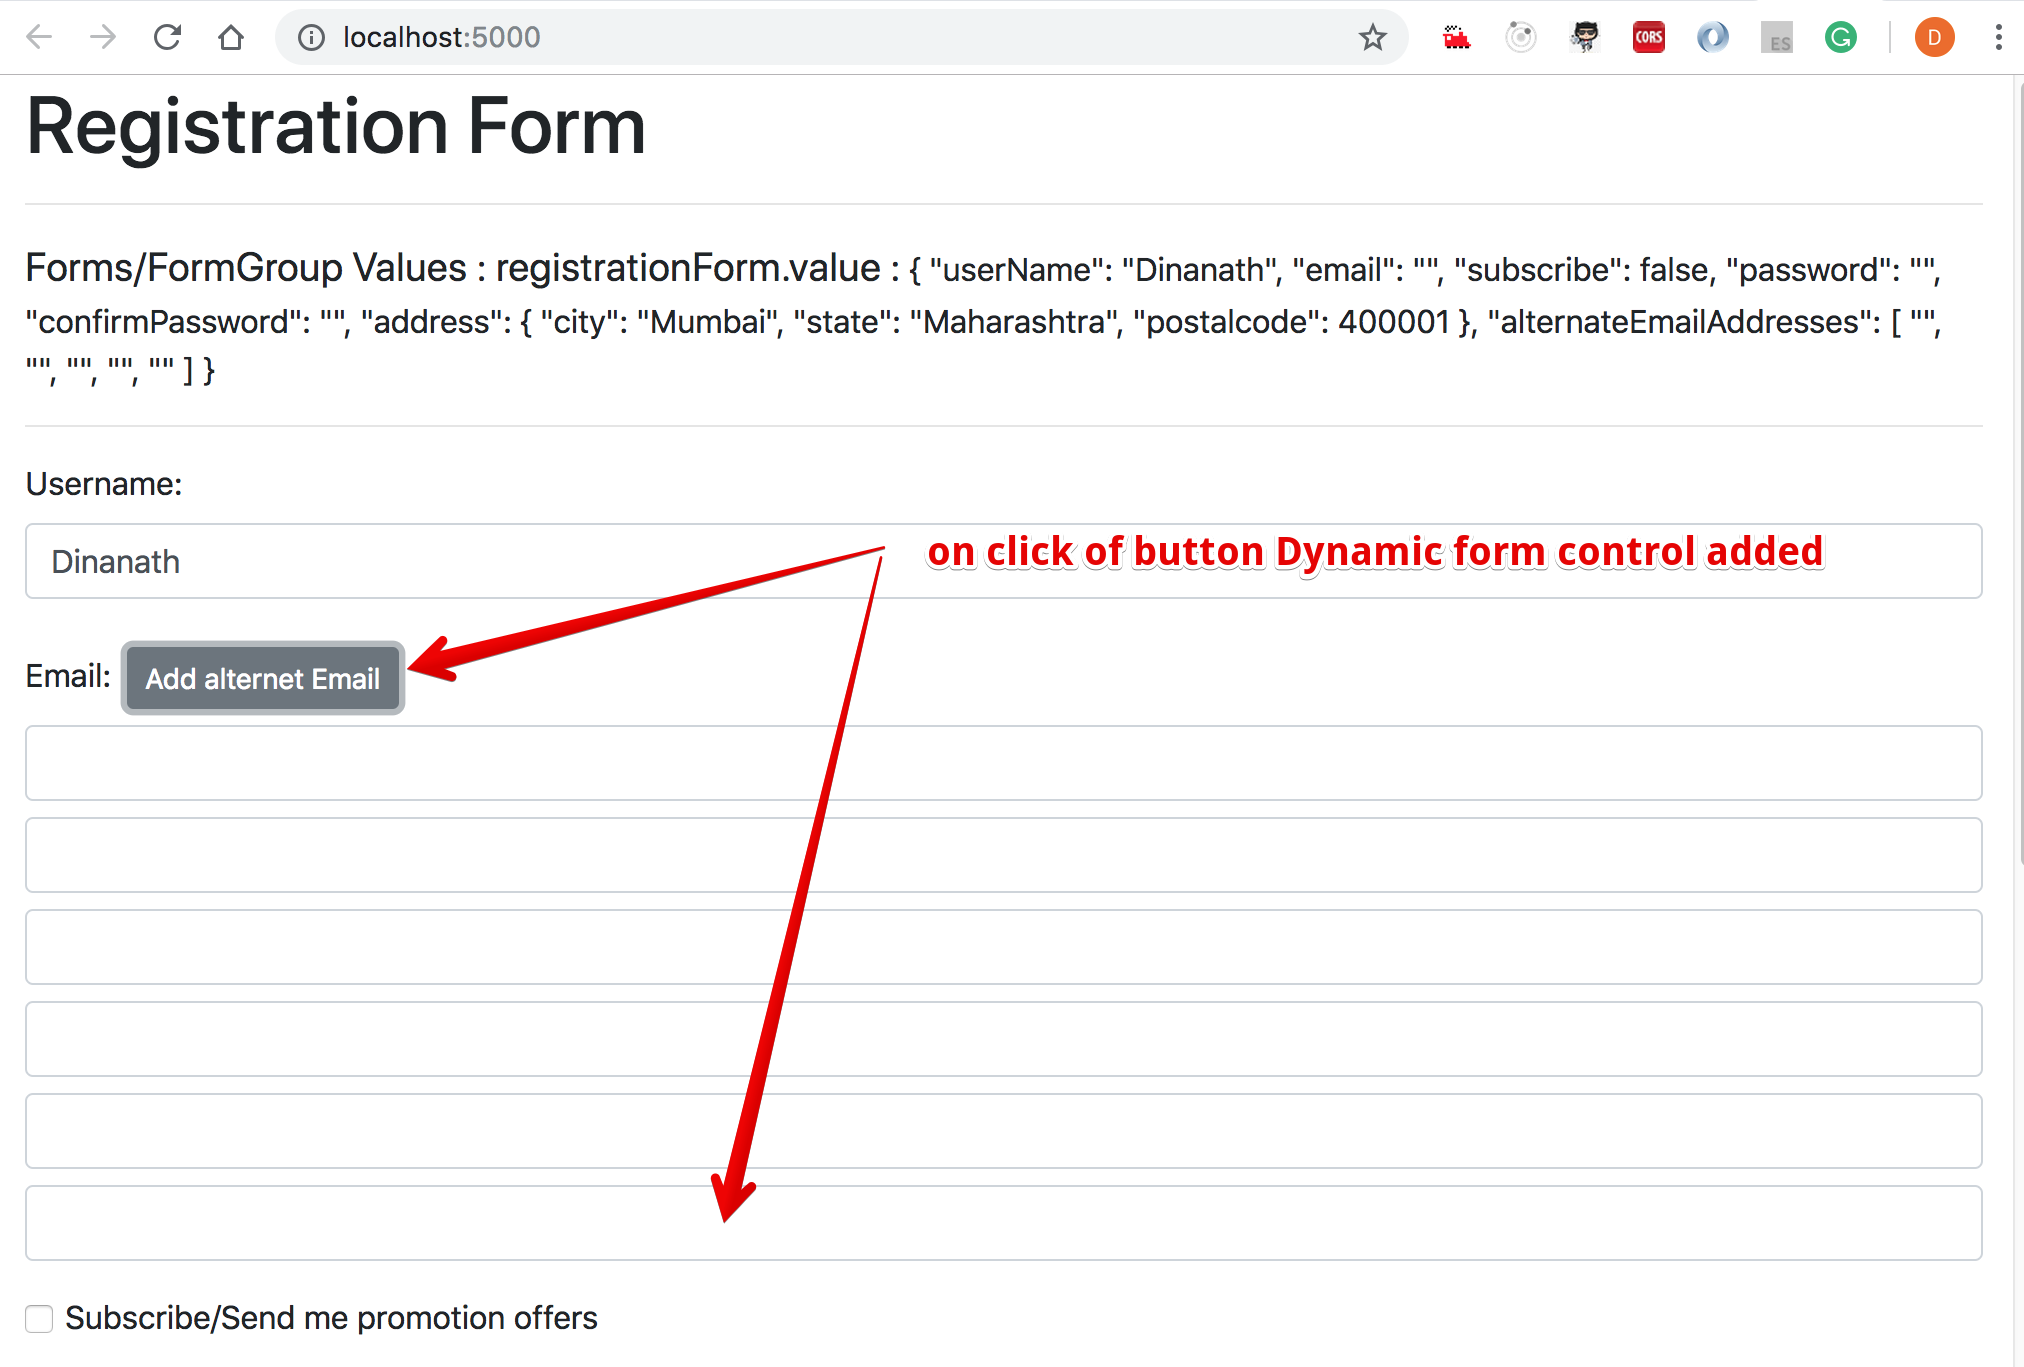 localhost:5000
CORS
ES
G
D
Registration Form
Forms/FormGroup Values : registrationForm.value : { "userName": "Dinanath", "email": "", "subscribe": false, "password": "",
"confirmPassword": "", "address": { "city": "Mumbai", "state": "Maharashtra", "postalcode": 400001 }, "alternateEmailAddresses": [ "",
"", "", "", "" ] }
Username:
Dinanath
on click of button Dynamic form control added
Email: Add alternet Email
Subscribe/Send me promotion offers